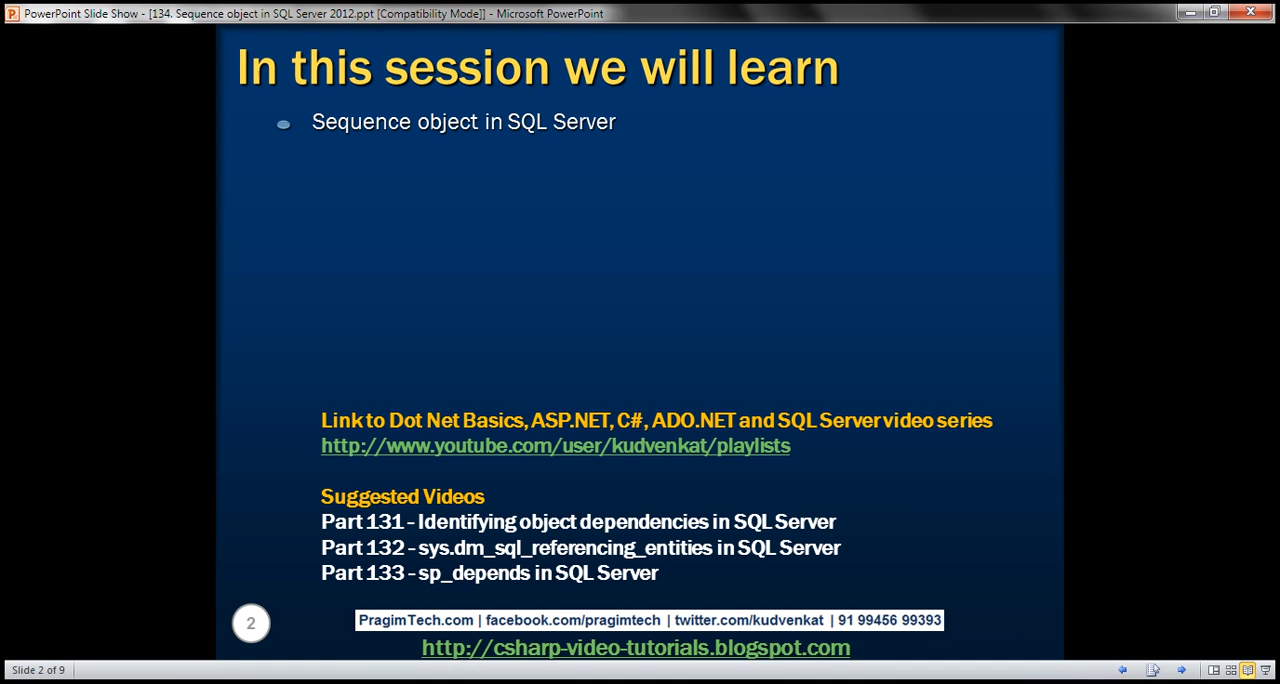 PowerPoint Slide Show - [134. Sequence object in SQL Server 2012.ppt [Compatibility Mode]] - Microsoft PowerPoint
In this session we will learn
Sequence object in SQL Server
Link to Dot Net Basics, ASP.NET, C#, ADO.NET and SQL Server video series
http://www.youtube.com/user/kudvenkat/playlists
Suggested Videos
Part 131 - Identifying object dependencies in SQL Server
Part 132 - sys.dm_sql_referencing_entities in SQL Server
Part 133 - sp_depends in SQL Server
2
PragimTech.com | facebook.com/pragimtech | twitter.com/kudvenkat | 91 99456 99393
http://csharp-video-tutorials.blogspot.com
Slide 2 of 9